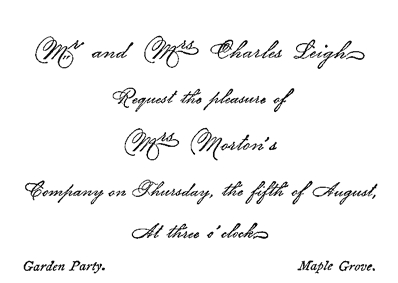 Mr. and Mrs Charles Leigh
Request the pleasure of
Mrs Morton's
Company on Thursday, the fifth of August,
At three o'clock
Garden Party. Maple Grove.